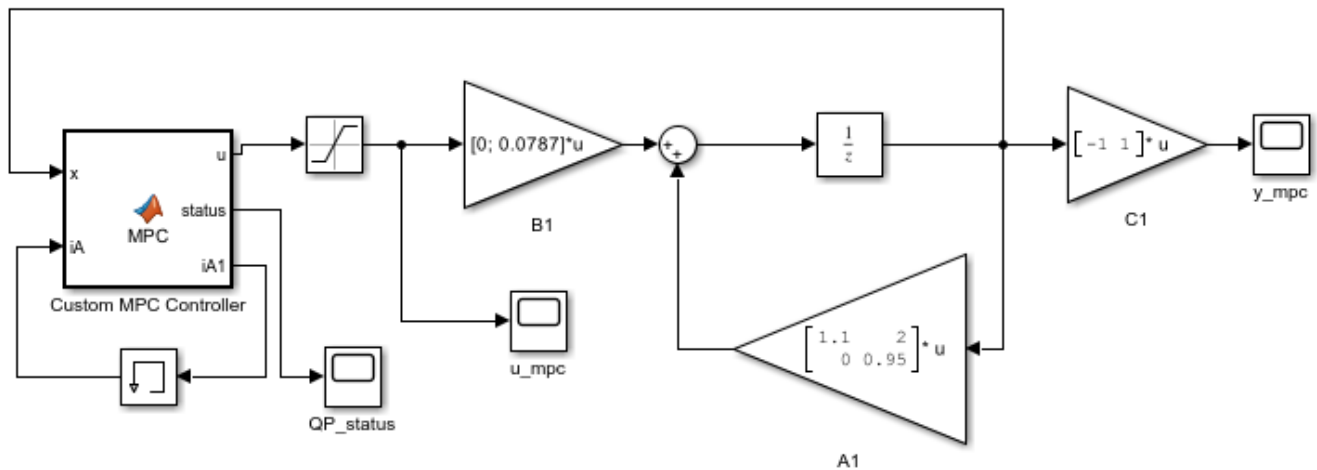 x
iA
u
status
iA1
MPC
Custom MPC Controller
QP_status
u_mpc
[0; 0.0787]*u
B1
+
+
1
z
[-1 1]* u
C1
y_mpc
[1.1 2
0 0.95]* u
A1